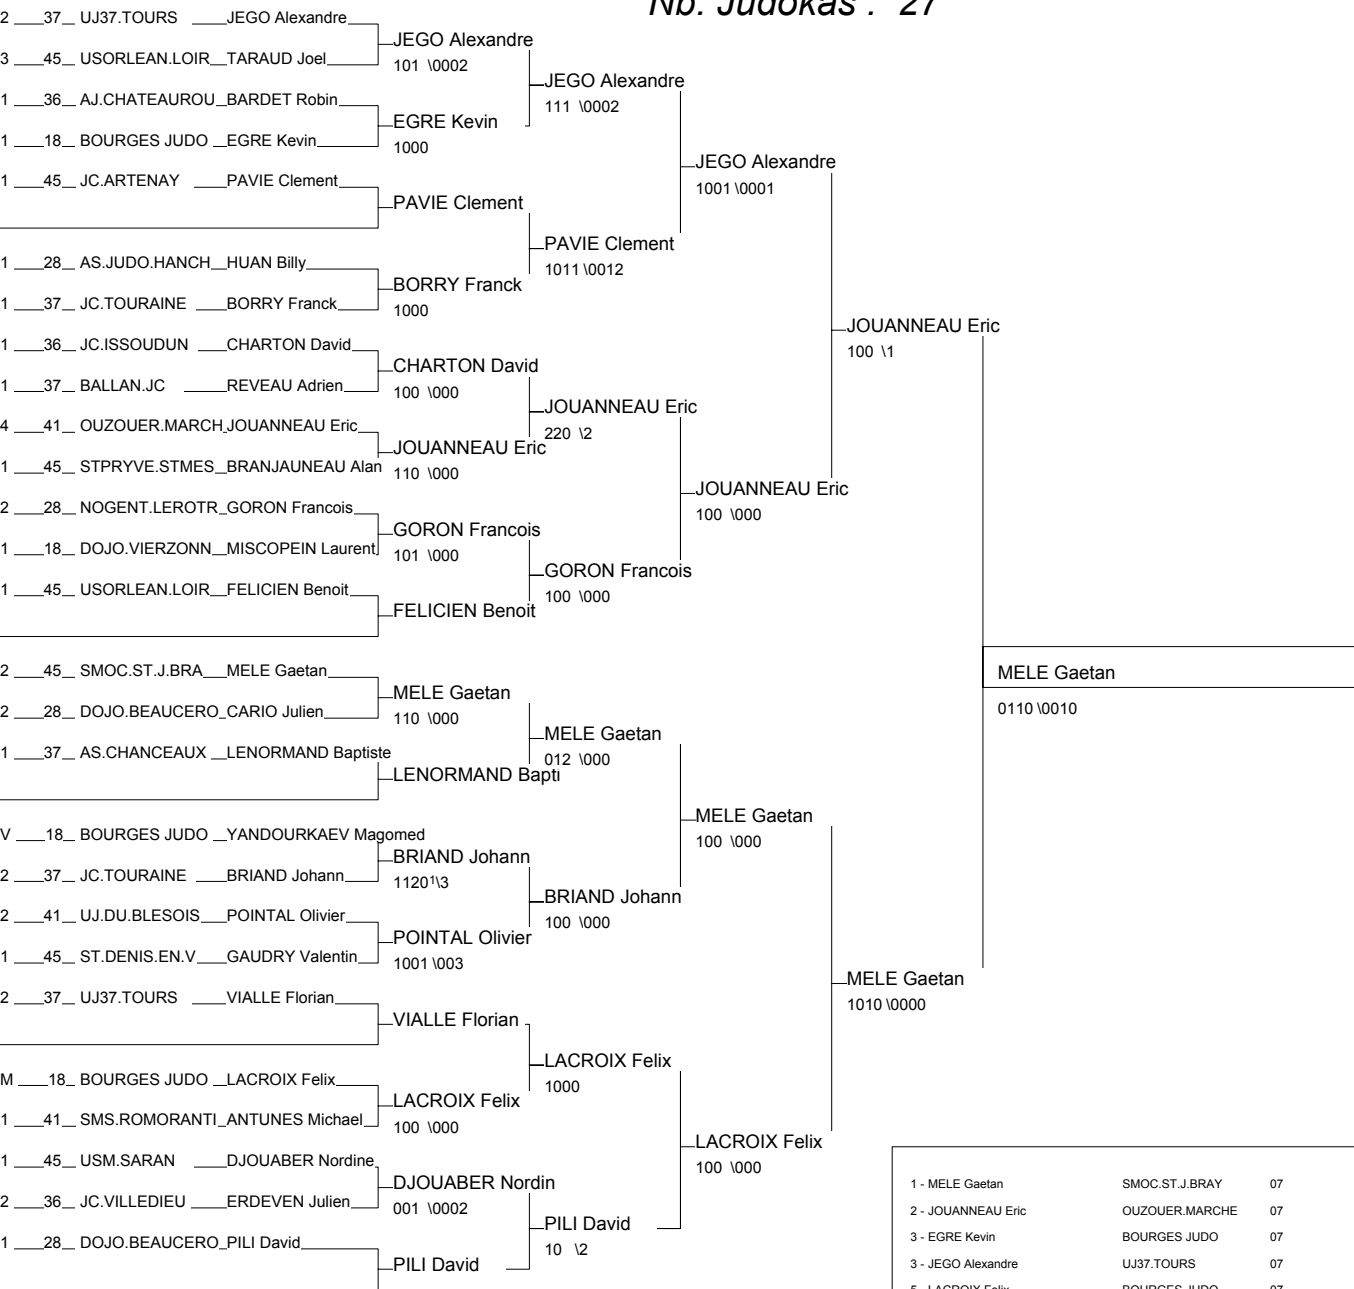 Nb. Judokas : 27
2 37 UJ37.TOURS JEGO Alexandre
JEGO Alexandre
3 45 USORLEAN.LOIR TARAUD Joel
101 \0002
JEGO Alexandre
1 36 AJ.CHATEAUROU BARDET Robin
111 \0002
EGRE Kevin
1 18 BOURGES JUDO EGRE Kevin
1000
JEGO Alexandre
1 45 JC.ARTENAY PAVIE Clement
1001 \0001
PAVIE Clement
PAVIE Clement
1 28 AS.JUDO.HANCH HUAN Billy
1011 \0012
BORRY Franck
1 37 JC.TOURAINE BORRY Franck
1000
JOUANNEAU Eric
1 36 JC.ISSOUDUN CHARTON David
100 \1
CHARTON David
1 37 BALLAN.JC REVEAU Adrien
100 \000
JOUANNEAU Eric
4 41 OUZOUER.MARCH JOUANNEAU Eric
220 \2
JOUANNEAU Eric
1 45 STPRYVE.STMES BRANJAUNEAU Alan
110 \000
JOUANNEAU Eric
2 28 NOGENT.LEROTR GORON Francois
100 \000
GORON Francois
1 18 DOJO.VIERZONN MISCOPEIN Laurent
101 \000
GORON Francois
1 45 USORLEAN.LOIR FELICIEN Benoit
100 \000
FELICIEN Benoit
2 45 SMOC.ST.J.BRA MELE Gaetan
MELE Gaetan
MELE Gaetan
0110 \0010
2 28 DOJO.BEAUCERO CARIO Julien
110 \000
MELE Gaetan
1 37 AS.CHANCEAUX LENORMAND Baptiste
012 \000
LENORMAND Bapti
MELE Gaetan
V 18 BOURGES JUDO YANDOURKAEV Magomed
100 \000
BRIAND Johann
2 37 JC.TOURAINE BRIAND Johann
1120¹\3
BRIAND Johann
2 41 UJ.DU.BLESOIS POINTAL Olivier
100 \000
POINTAL Olivier
1 45 ST.DENIS.EN.V GAUDRY Valentin
1001 \003
MELE Gaetan
2 37 UJ37.TOURS VIALLE Florian
1010 \0000
VIALLE Florian
LACROIX Felix
M 18 BOURGES JUDO LACROIX Felix
1000
LACROIX Felix
1 41 SMS.ROMORANTI ANTUNES Michael
100 \000
LACROIX Felix
1 45 USM.SARAN DJOUABER Nordine
100 \000
DJOUABER Nordin
2 36 JC.VILLEDIEU ERDEVEN Julien
001 \0002
PILI David
1 28 DOJO.BEAUCERO PILI David
10 \2
PILI David
1 - MELE Gaetan SMOC.ST.J.BRAY 07
2 - JOUANNEAU Eric OUZOUER.MARCHE 07
3 - EGRE Kevin BOURGES JUDO 07
3 - JEGO Alexandre UJ37.TOURS 07
5 - LACROIX Felix BOURGES JUDO 07